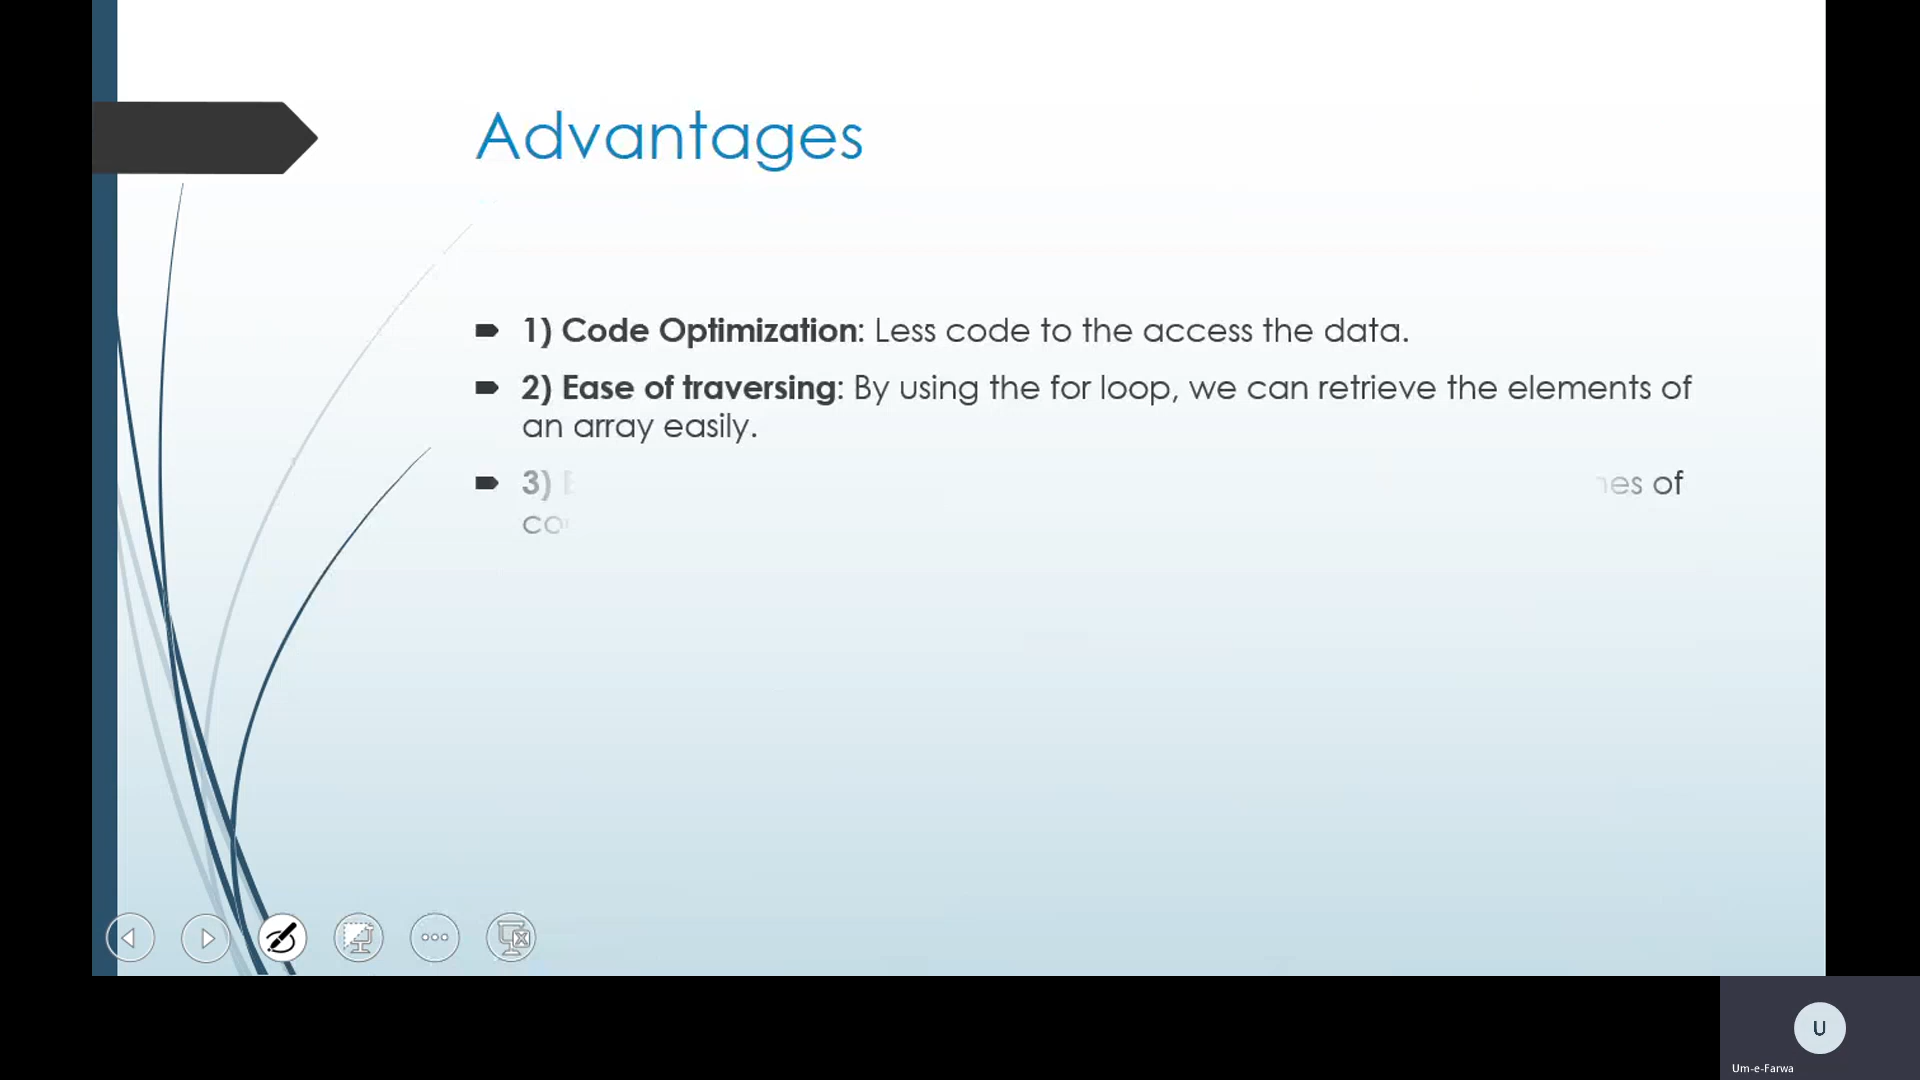 Advantages
1) Code Optimization: Less code to the access the data.
2) Ease of traversing: By using the for loop, we can retrieve the elements of
an array easily.
3) of
U
Um-e-Farwa